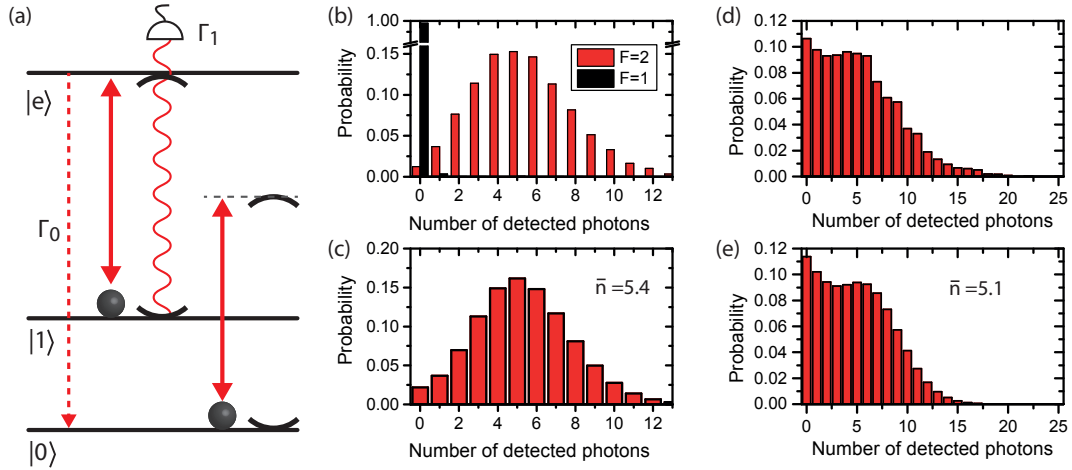 (a)
Γ1
|e⟩
Γ0
|1⟩
|0⟩
(b)
1.00
0.15
0.10
0.05
0.00
Probability
F=2
F=1
0 2 4 6 8 10 12
Number of detected photons
(c)
0.20
0.15
0.10
0.05
0.00
Probability
n̄ =5.4
0 2 4 6 8 10 12
Number of detected photons
(d)
0.12
0.10
0.08
0.06
0.04
0.02
0.00
Probability
0 5 10 15 20 25
Number of detected photons
(e)
0.12
0.10
0.08
0.06
0.04
0.02
0.00
Probability
n̄ =5.1
0 5 10 15 20 25
Number of detected photons